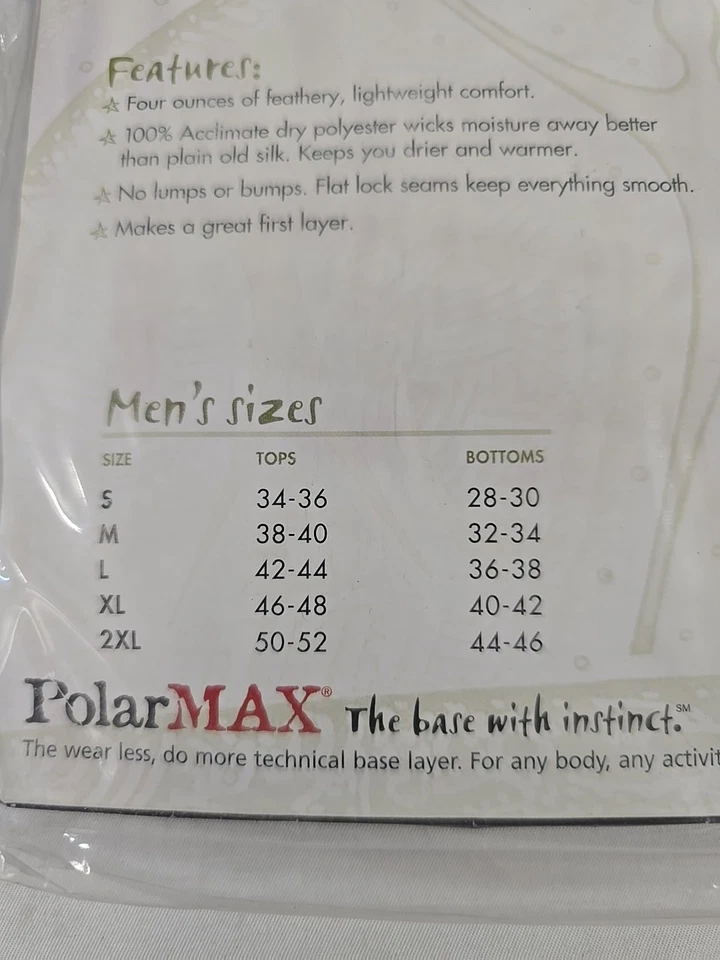 Features:
☆ Four ounces of feathery, lightweight comfort.
☆ 100% Acclimate dry polyester wicks moisture away better
than plain old silk. Keeps you drier and warmer.
☆ No lumps or bumps. Flat lock seams keep everything smooth.
☆ Makes a great first layer.
Men's sizes
SIZE TOPS BOTTOMS
S 34-36 28-30
M 38-40 32-34
L 42-44 36-38
XL 46-48 40-42
2XL 50-52 44-46
PolarMAX® The base with instinct.℠
The wear less, do more technical base layer. For any body, any activit